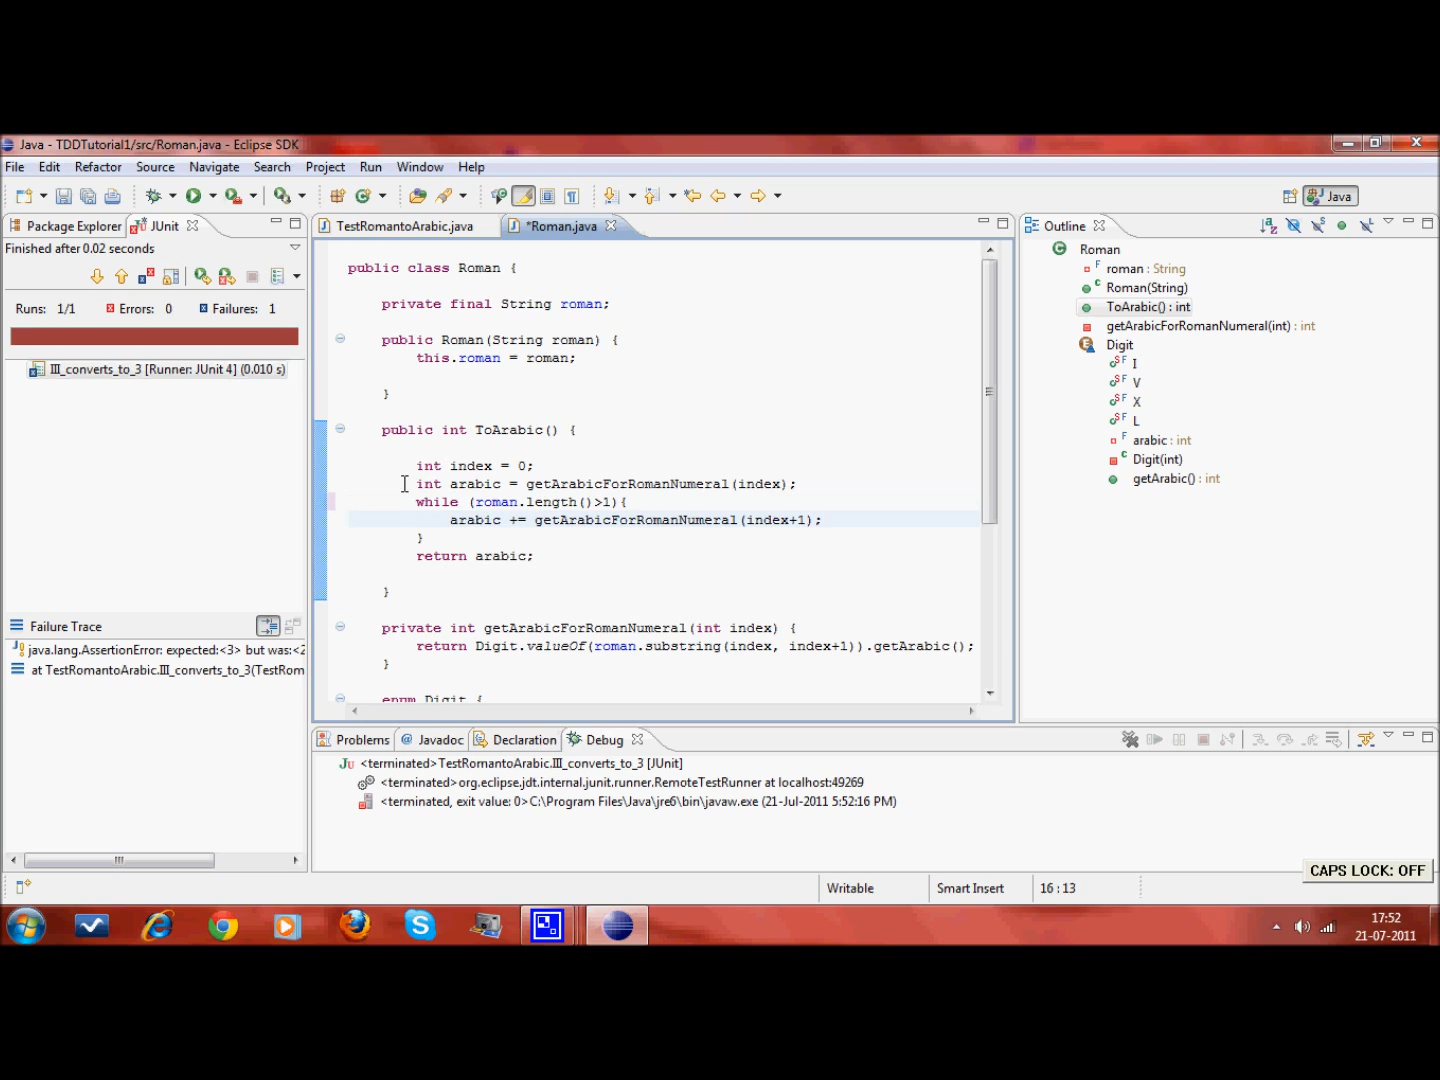 Java - TDDTutorial1/src/Roman.java - Eclipse SDK
File Edit Refactor Source Navigate Search Project Run Window Help
Java
Package Explorer JUnit
Finished after 0.02 seconds
Runs: 1/1 Errors: 0 Failures: 1
III_converts_to_3 [Runner: JUnit 4] (0.010 s)
Failure Trace
java.lang.AssertionError: expected:<3> but was:<2
at TestRomantoArabic.III_converts_to_3(TestRom
TestRomantoArabic.java *Roman.java
public class Roman {
private final String roman;
public Roman(String roman) {
this.roman = roman;
}
public int ToArabic() {
int index = 0;
int arabic = getArabicForRomanNumeral(index);
while (roman.length()>1){
arabic += getArabicForRomanNumeral(index+1);
}
return arabic;
}
private int getArabicForRomanNumeral(int index) {
return Digit.valueOf(roman.substring(index, index+1)).getArabic();
}
enum Digit {
Outline
Roman
roman : String
Roman(String)
ToArabic() : int
getArabicForRomanNumeral(int) : int
Digit
I
V
X
L
arabic : int
Digit(int)
getArabic() : int
Problems Javadoc Declaration Debug
<terminated>TestRomantoArabic.III_converts_to_3 [JUnit]
<terminated>org.eclipse.jdt.internal.junit.runner.RemoteTestRunner at localhost:49269
<terminated, exit value: 0>C:\Program Files\Java\jre6\bin\javaw.exe (21-Jul-2011 5:52:16 PM)
CAPS LOCK: OFF
Writable Smart Insert 16 : 13
17:52
21-07-2011